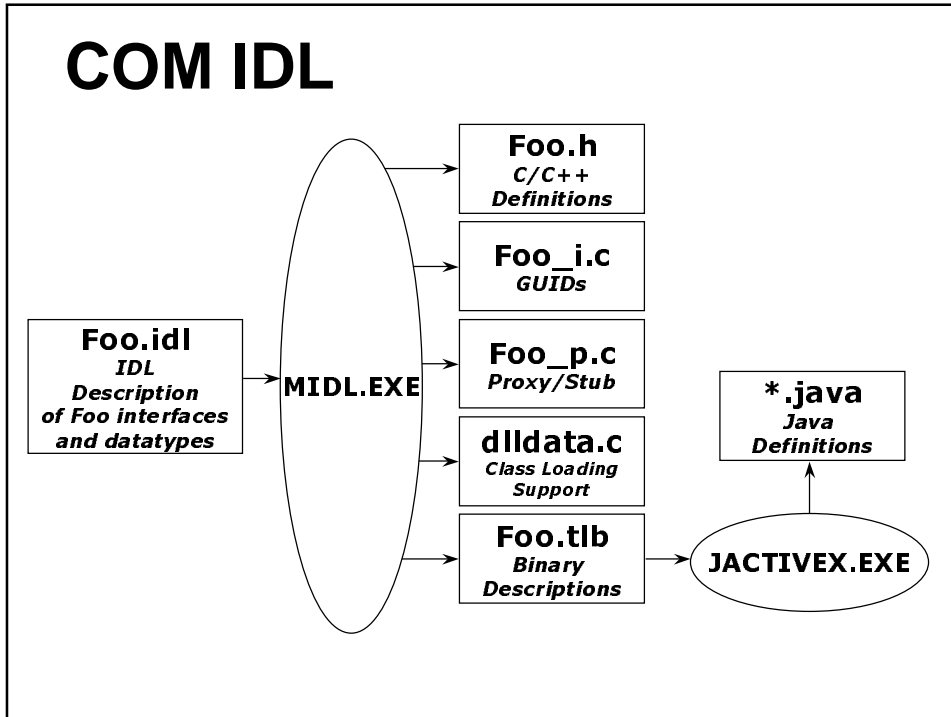 COM IDL
Foo.idl
IDL
Description
of Foo interfaces
and datatypes
MIDL.EXE
Foo.h
C/C++
Definitions
Foo_i.c
GUIDs
Foo_p.c
Proxy/Stub
dlldata.c
Class Loading
Support
Foo.tlb
Binary
Descriptions
JACTIVEX.EXE
*.java
Java
Definitions